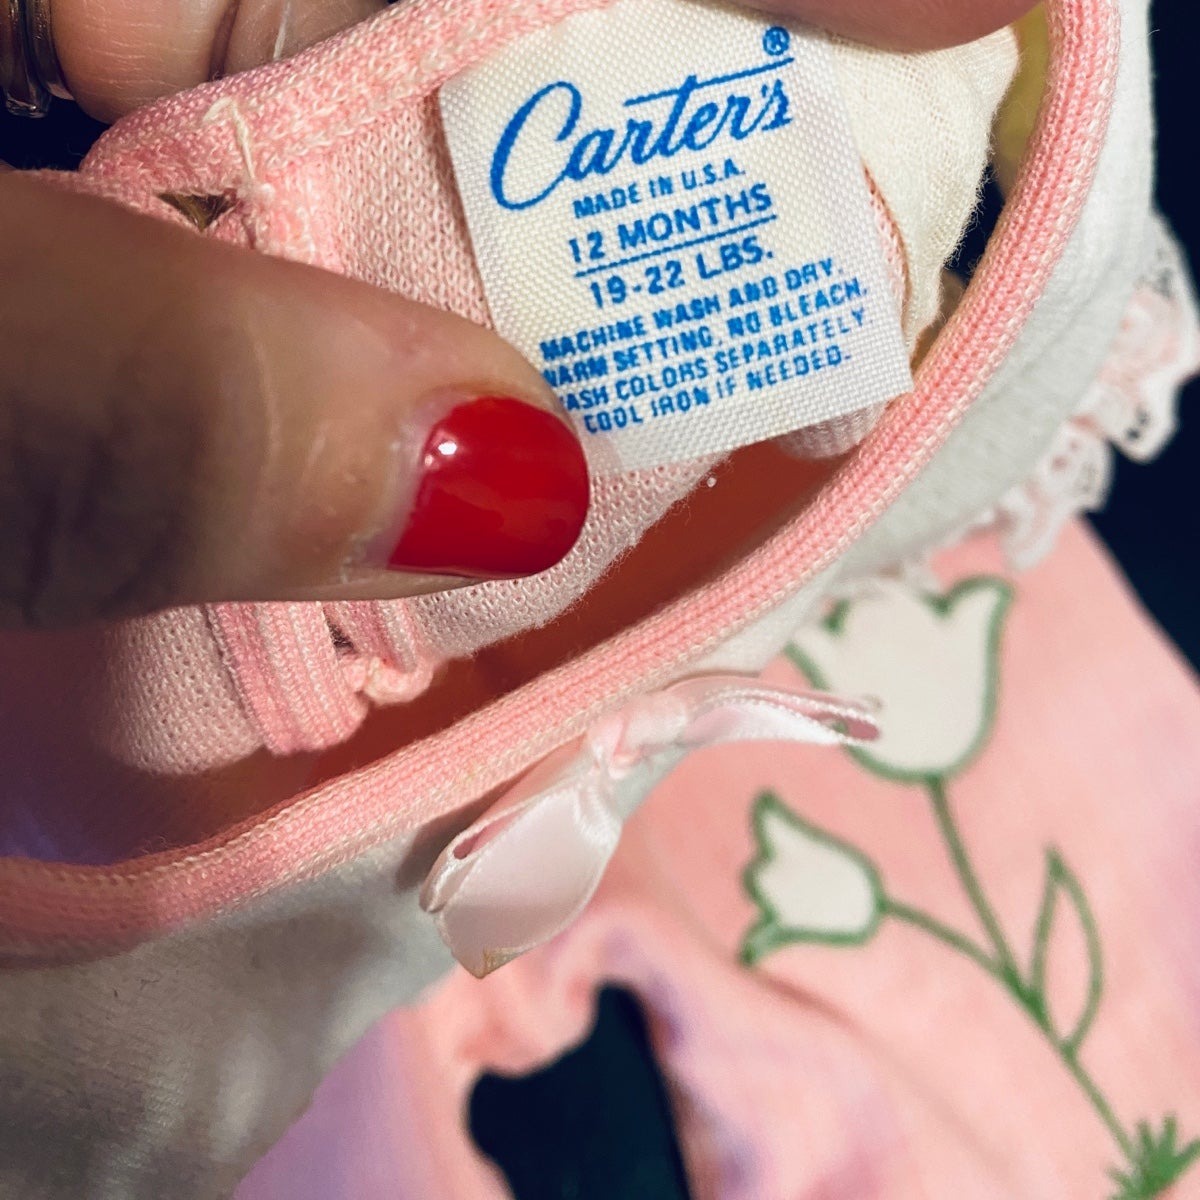 Carter's®
MADE IN U.S.A.
12 MONTHS
19-22 LBS.
MACHINE WASH AND DRY.
WARM SETTING. NO BLEACH.
WASH COLORS SEPARATELY
COOL IRON IF NEEDED.